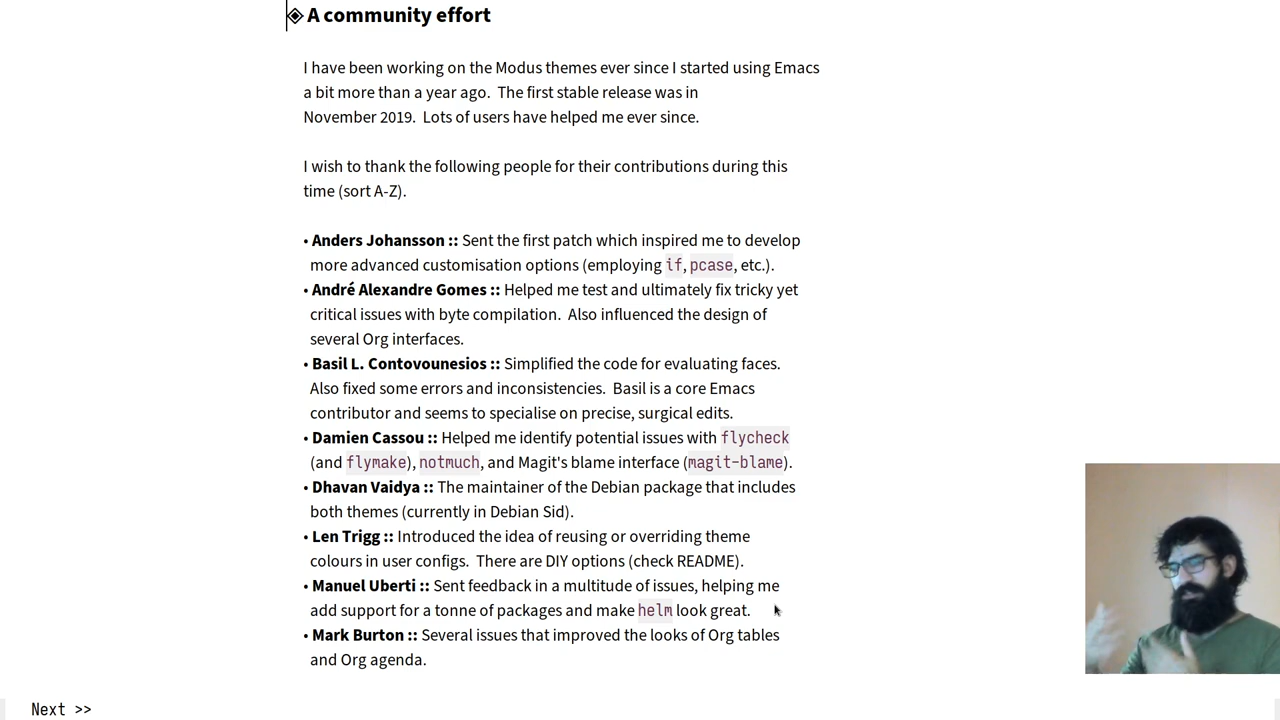 A community effort
I have been working on the Modus themes ever since I started using Emacs
a bit more than a year ago.  The first stable release was in
November 2019.  Lots of users have helped me ever since.
I wish to thank the following people for their contributions during this
time (sort A-Z).
• Anders Johansson :: Sent the first patch which inspired me to develop
more advanced customisation options (employing if, pcase, etc.).
• André Alexandre Gomes :: Helped me test and ultimately fix tricky yet
critical issues with byte compilation.  Also influenced the design of
several Org interfaces.
• Basil L. Contovounesios :: Simplified the code for evaluating faces.
Also fixed some errors and inconsistencies.  Basil is a core Emacs
contributor and seems to specialise on precise, surgical edits.
• Damien Cassou :: Helped me identify potential issues with flycheck
(and flymake), notmuch, and Magit's blame interface (magit-blame).
• Dhavan Vaidya :: The maintainer of the Debian package that includes
both themes (currently in Debian Sid).
• Len Trigg :: Introduced the idea of reusing or overriding theme
colours in user configs.  There are DIY options (check README).
• Manuel Uberti :: Sent feedback in a multitude of issues, helping me
add support for a tonne of packages and make helm look great.
• Mark Burton :: Several issues that improved the looks of Org tables
and Org agenda.
Next >>